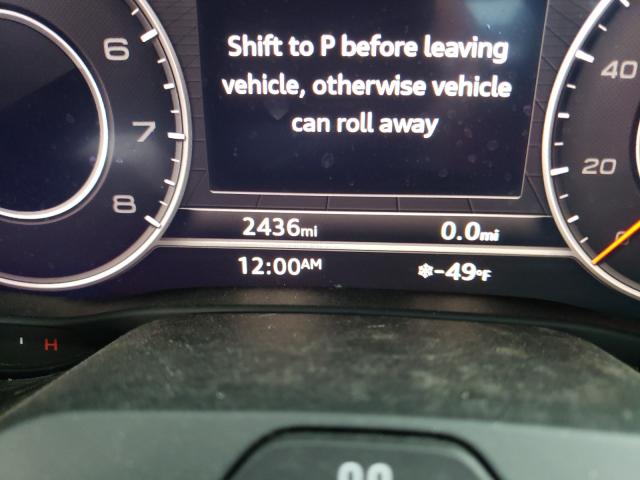 Shift to P before leaving
vehicle, otherwise vehicle
can roll away
6
7
8
40
20
0
2436mi
0.0mi
12:00AM
❄-49°F
H